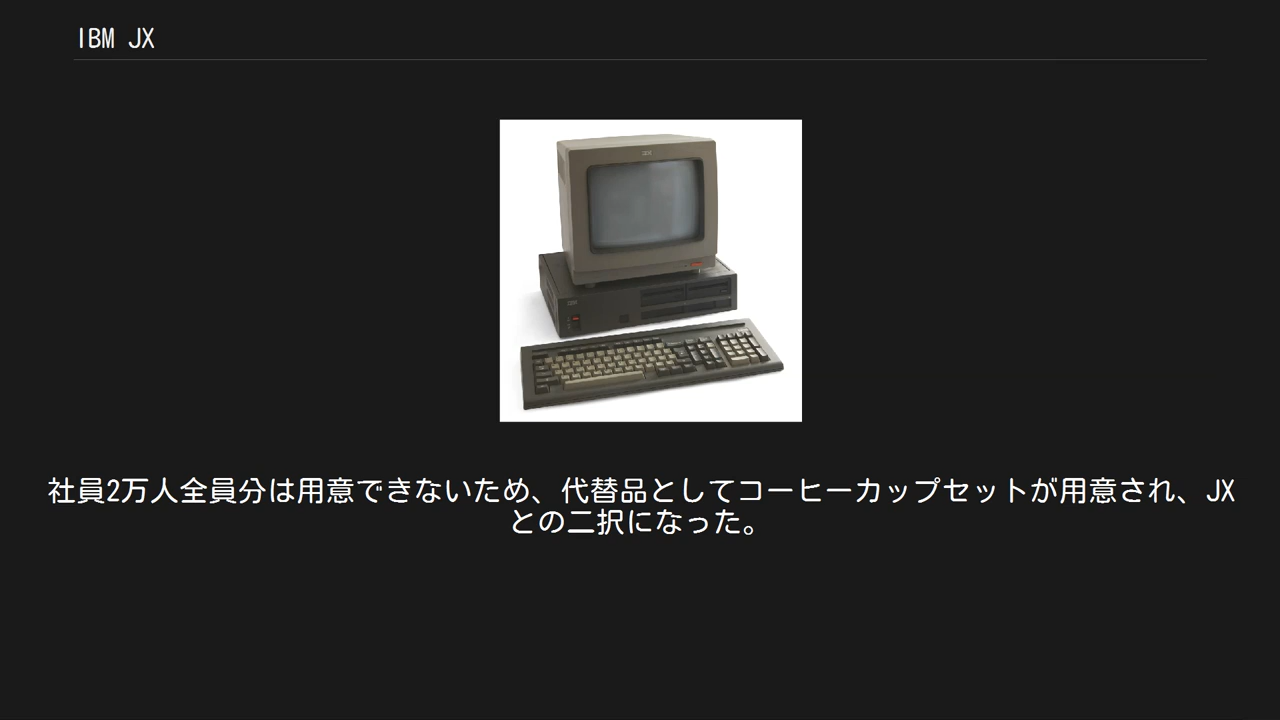 IBM JX
社員2万人全員分は用意できないため、代替品としてコーヒーカップセットが用意され、JX
との二択になった。